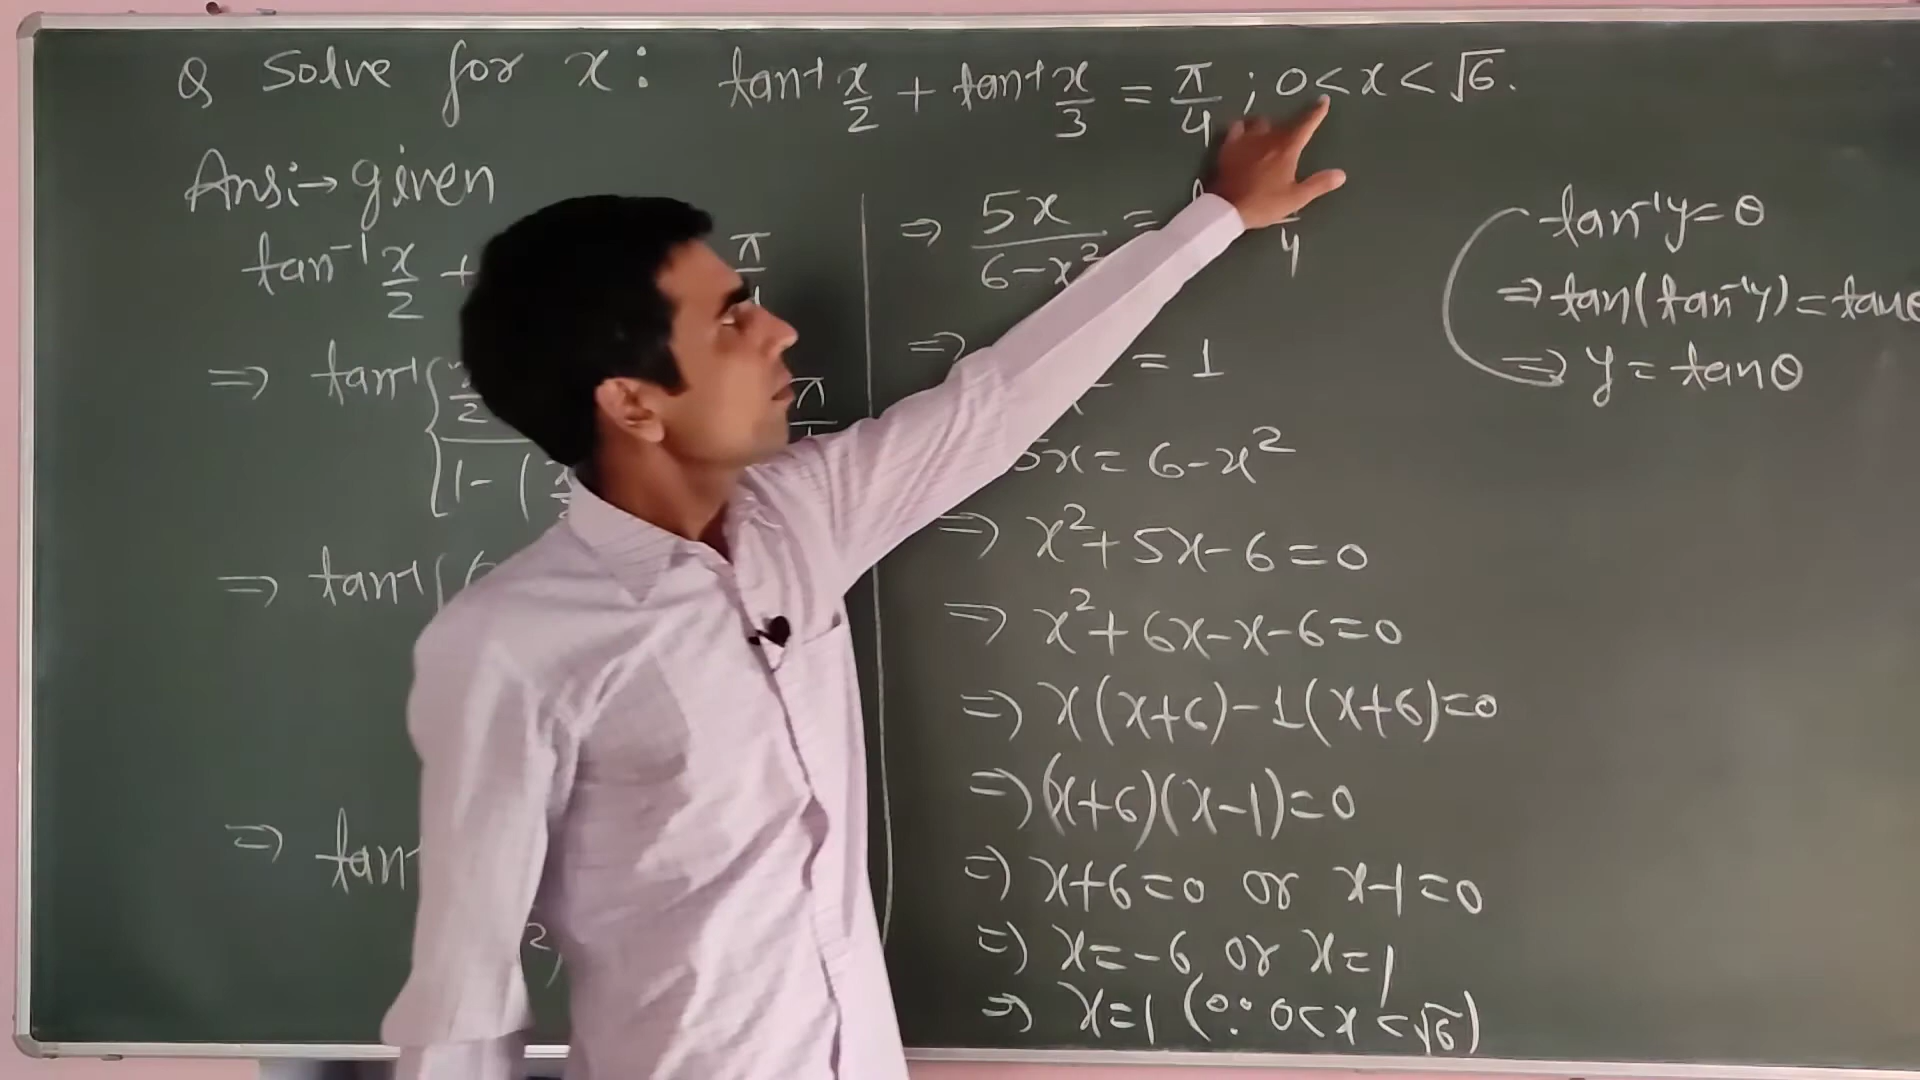 Q Solve for x : tan⁻¹ x/2 + tan⁻¹ x/3 = π/4 ; 0 < x < √6.
Ans:→ given
tan⁻¹ x/2 + π
⇒ tan⁻¹ { x/2 π
1 - (
⇒ tan⁻¹ {
⇒ tan⁻
2
⇒ 5x/(6-x²) = 4
⇒ = 1
5x = 6-x²
⇒ x²+5x-6=0
⇒ x²+6x-x-6=0
⇒ x(x+6)-1(x+6)=0
⇒ (x+6)(x-1)=0
⇒ x+6=0 or x-1=0
⇒ x=-6 or x=1
⇒ x=1 (∵ 0<x<√6)
tan⁻¹y=θ
⇒ tan(tan⁻¹y)=tanθ
⇒ y = tanθ